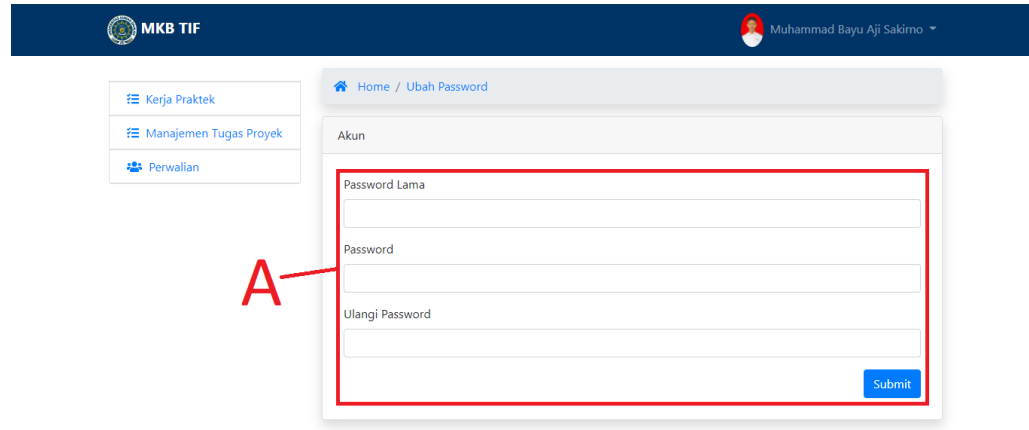 MKB TIF
Muhammad Bayu Aji Sakirno
Kerja Praktek
Manajemen Tugas Proyek
Perwalian
Home / Ubah Password
Akun
Password Lama
Password
Ulangi Password
Submit
A